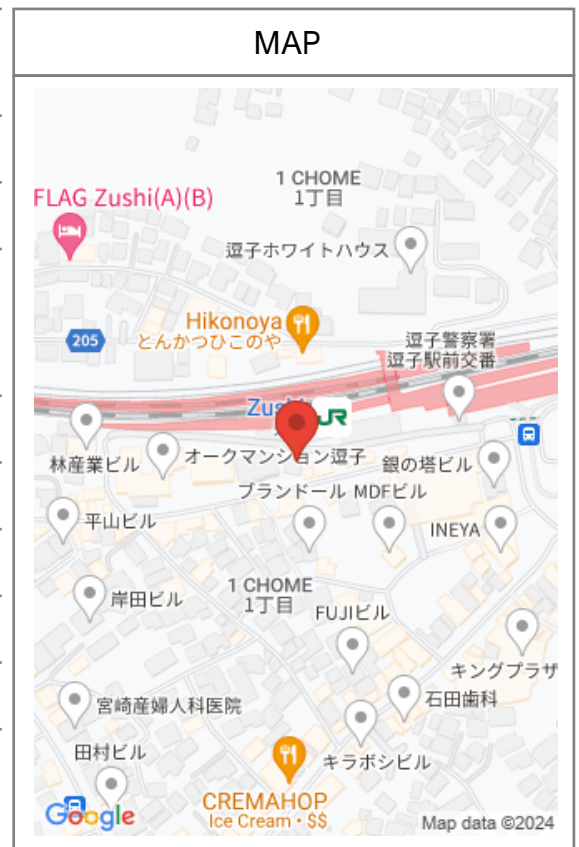 MAP
1 CHOME
1丁目
FLAG Zushi(A)(B)
逗子ホワイトハウス
Hikonoya
とんかつひこのや
205
逗子警察署
逗子駅前交番
JR
林産業ビル
オークマンション逗子
銀の塔ビル
ブランドール
MDFビル
平山ビル
INEYA
1 CHOME
1丁目
岸田ビル
FUJIビル
キングプラザ
石田歯科
宮崎産婦人科医院
田村ビル
キラボシビル
CREMAHOP
Ice Cream・$$
Google
Map data ©2024